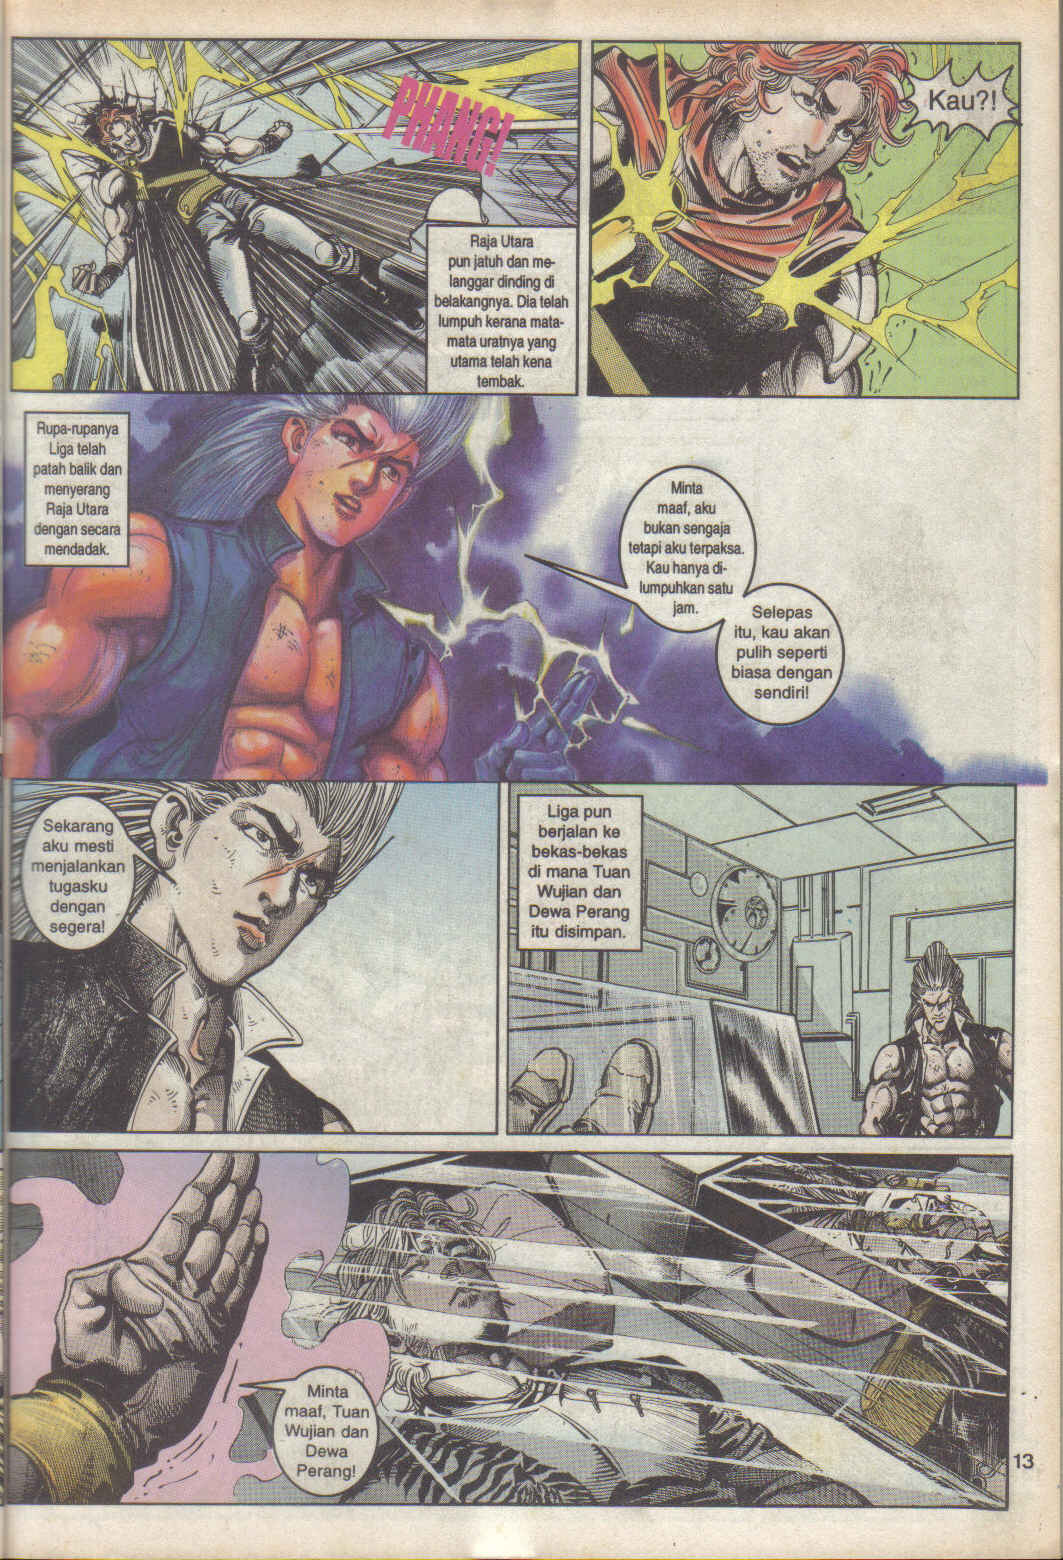 PHANG!
Raja Utara
pun jatuh dan me-
langgar dinding di
belakangnya. Dia telah
lumpuh kerana mata-
mata uratnya yang
utama telah kena
tembak.
Kau?!
Rupa-rupanya
Liga telah
patah balik dan
menyerang
Raja Utara
dengan secara
mendadak.
Minta
maaf, aku
bukan sengaja
tetapi aku terpaksa.
Kau hanya di-
lumpuhkan satu
jam.
Selepas
itu, kau akan
pulih seperti
biasa dengan
sendiri!
Sekarang
aku mesti
menjalankan
tugasku
dengan
segera!
Liga pun
berjalan ke
bekas-bekas
di mana Tuan
Wujian dan
Dewa Perang
itu disimpan.
Minta
maaf, Tuan
Wujian dan
Dewa
Perang!
13